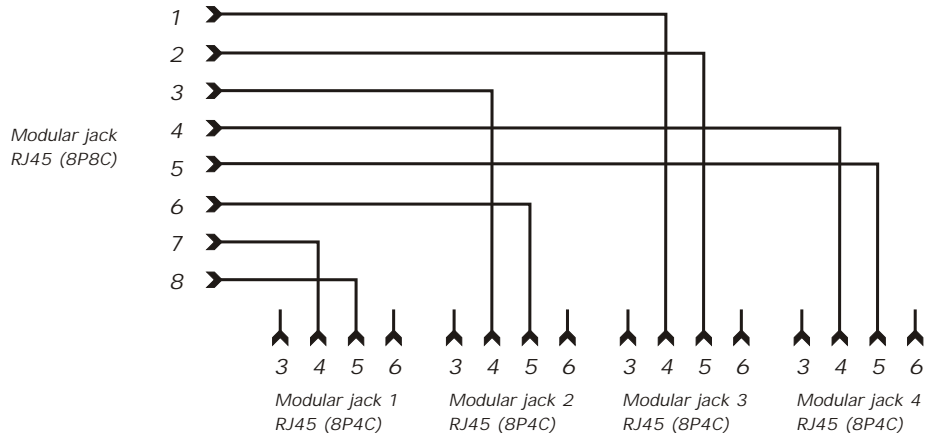 1
2
3
4
5
6
7
8
Modular jack
RJ45 (8P8C)
3 4 5 6 3 4 5 6 3 4 5 6 3 4 5 6
Modular jack 1
RJ45 (8P4C)
Modular jack 2
RJ45 (8P4C)
Modular jack 3
RJ45 (8P4C)
Modular jack 4
RJ45 (8P4C)